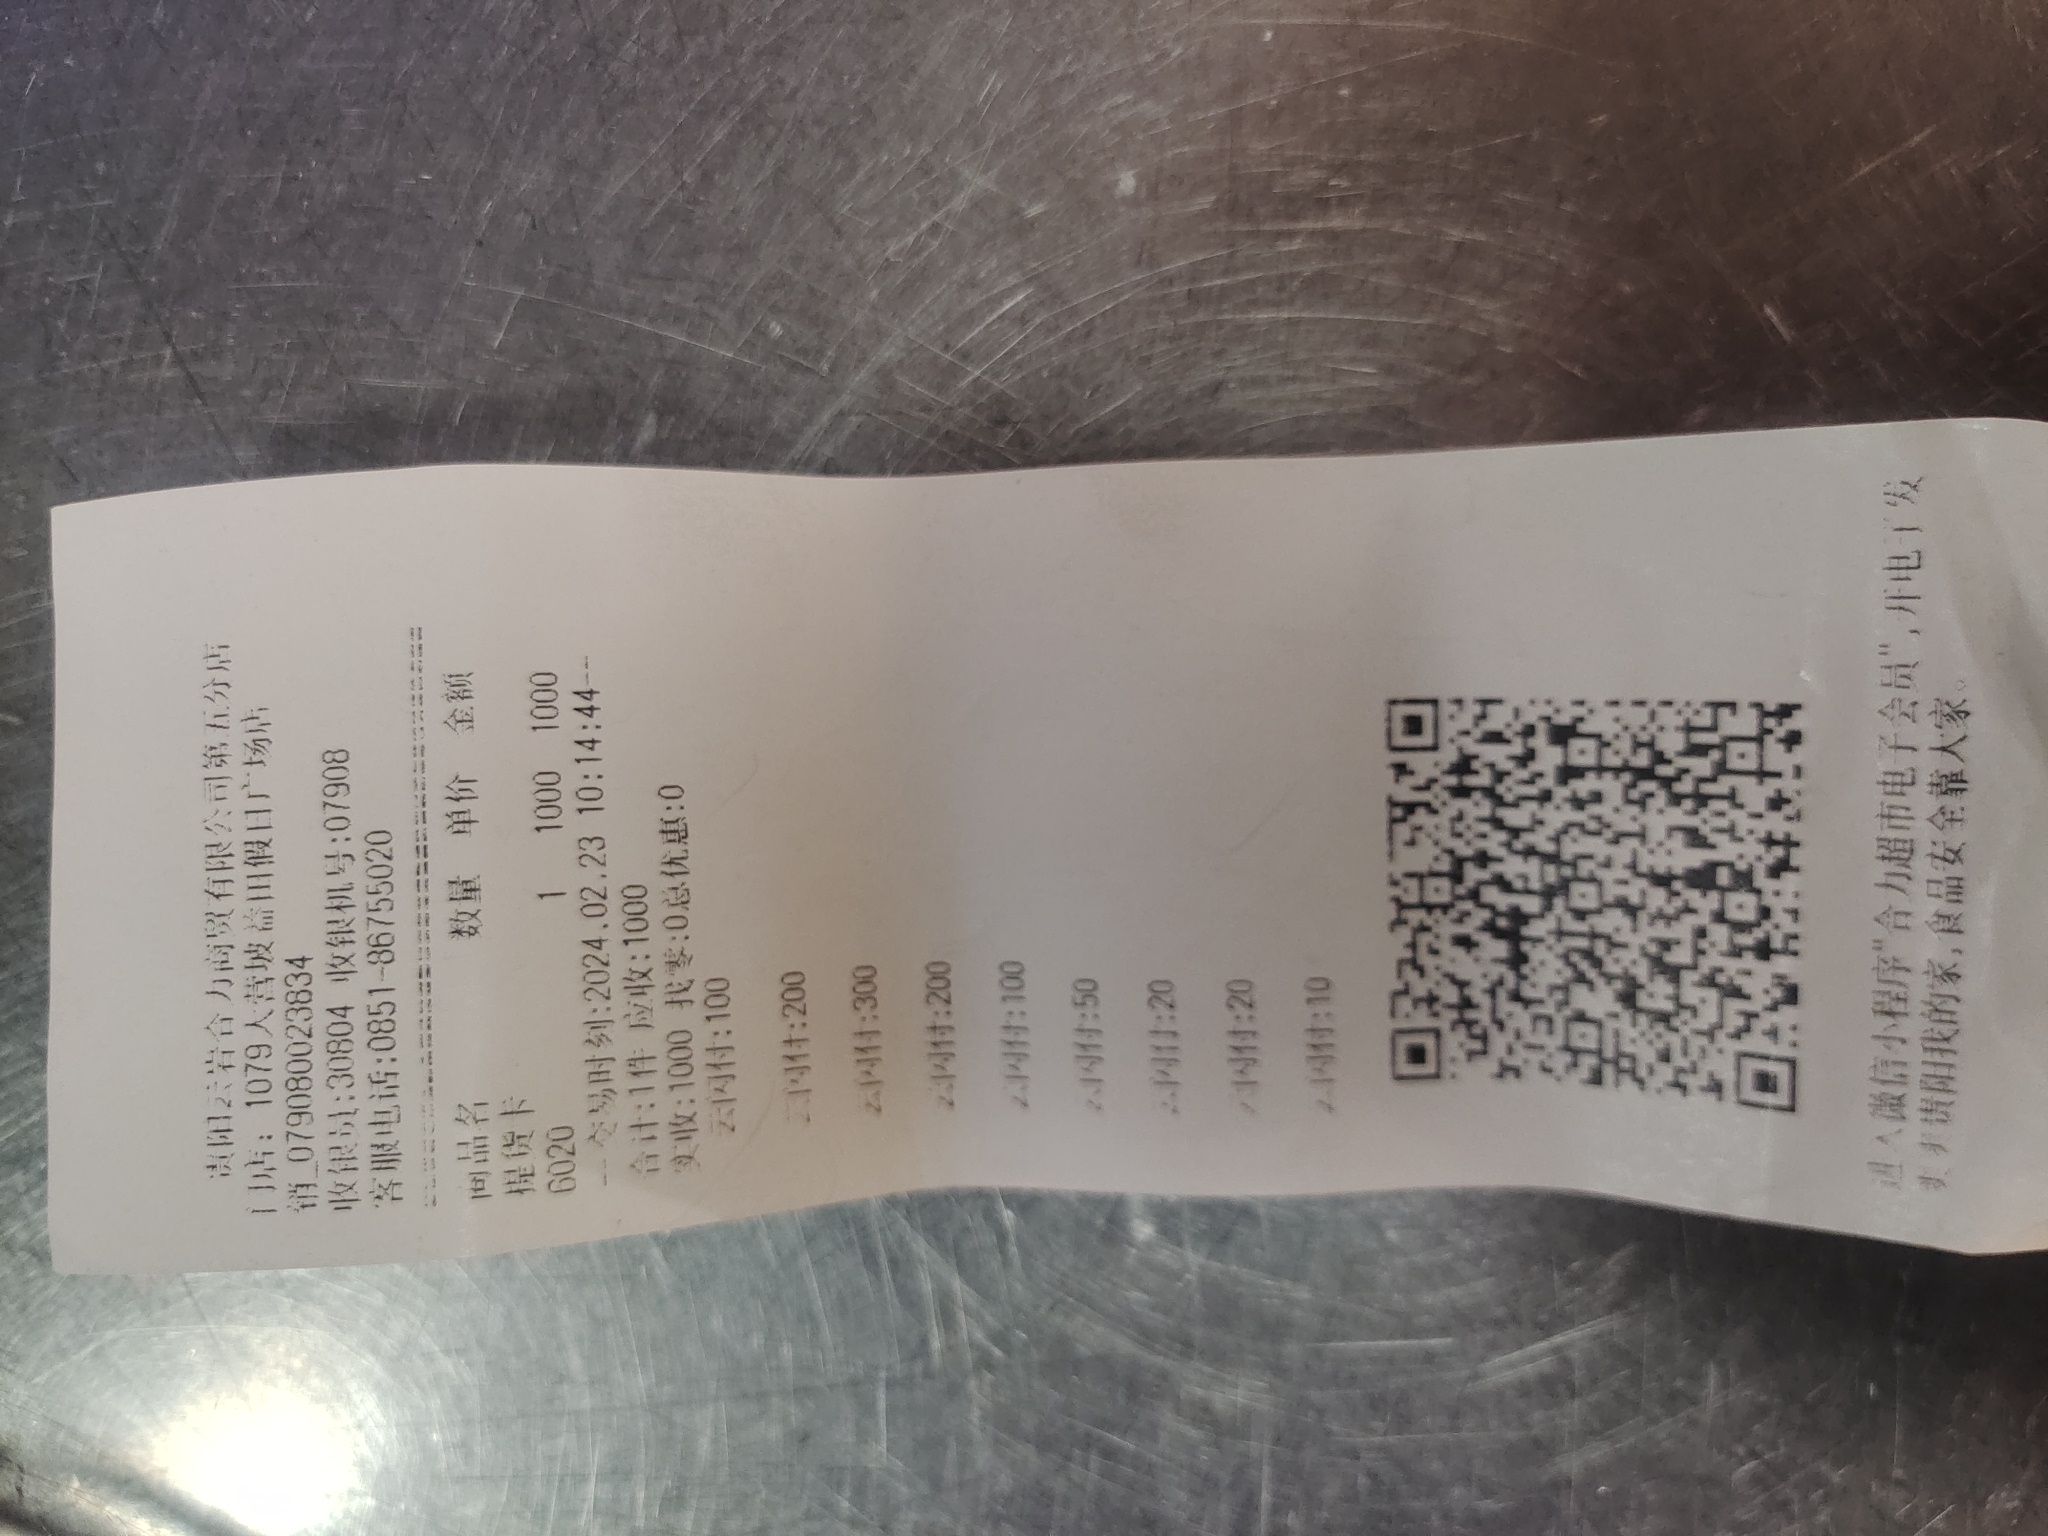 贵阳云岩合力商贸有限公司第五分店
门店: 1079大营坡益田假日广场店
销_079080023834
收银员:30804 收银机号:07908
客服电话:0851-86755020
商品名 数量 单价 金额
提货卡
6020 1 1000 1000
--交易时刻:2024.02.23 10:14:44--
合计:1件 应收:1000
实收:1000 找零:0总优惠:0
云闪付:100
云闪付:200
云闪付:300
云闪付:200
云闪付:100
云闪付:50
云闪付:20
云闪付:20
云闪付:10
进入微信小程序"合力超市电子会员",开电子发
贵阳我的家,食品安全靠大家。